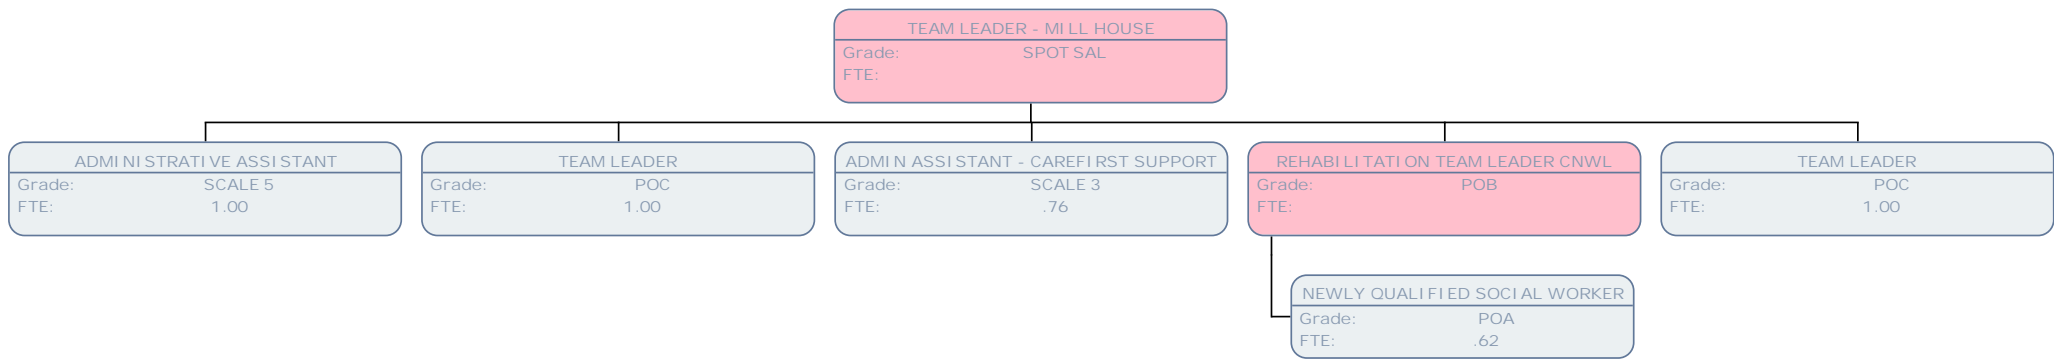 TEAM LEADER - MILL HOUSE
Grade: SPOT SAL
FTE:
ADMINISTRATIVE ASSISTANT
Grade: SCALE 5
FTE: 1.00
TEAM LEADER
Grade: POC
FTE: 1.00
ADMIN ASSISTANT - CAREFIRST SUPPORT
Grade: SCALE 3
FTE: .76
REHABILITATION TEAM LEADER CNWL
Grade: POB
FTE:
TEAM LEADER
Grade: POC
FTE: 1.00
NEWLY QUALIFIED SOCIAL WORKER
Grade: POA
FTE: .62